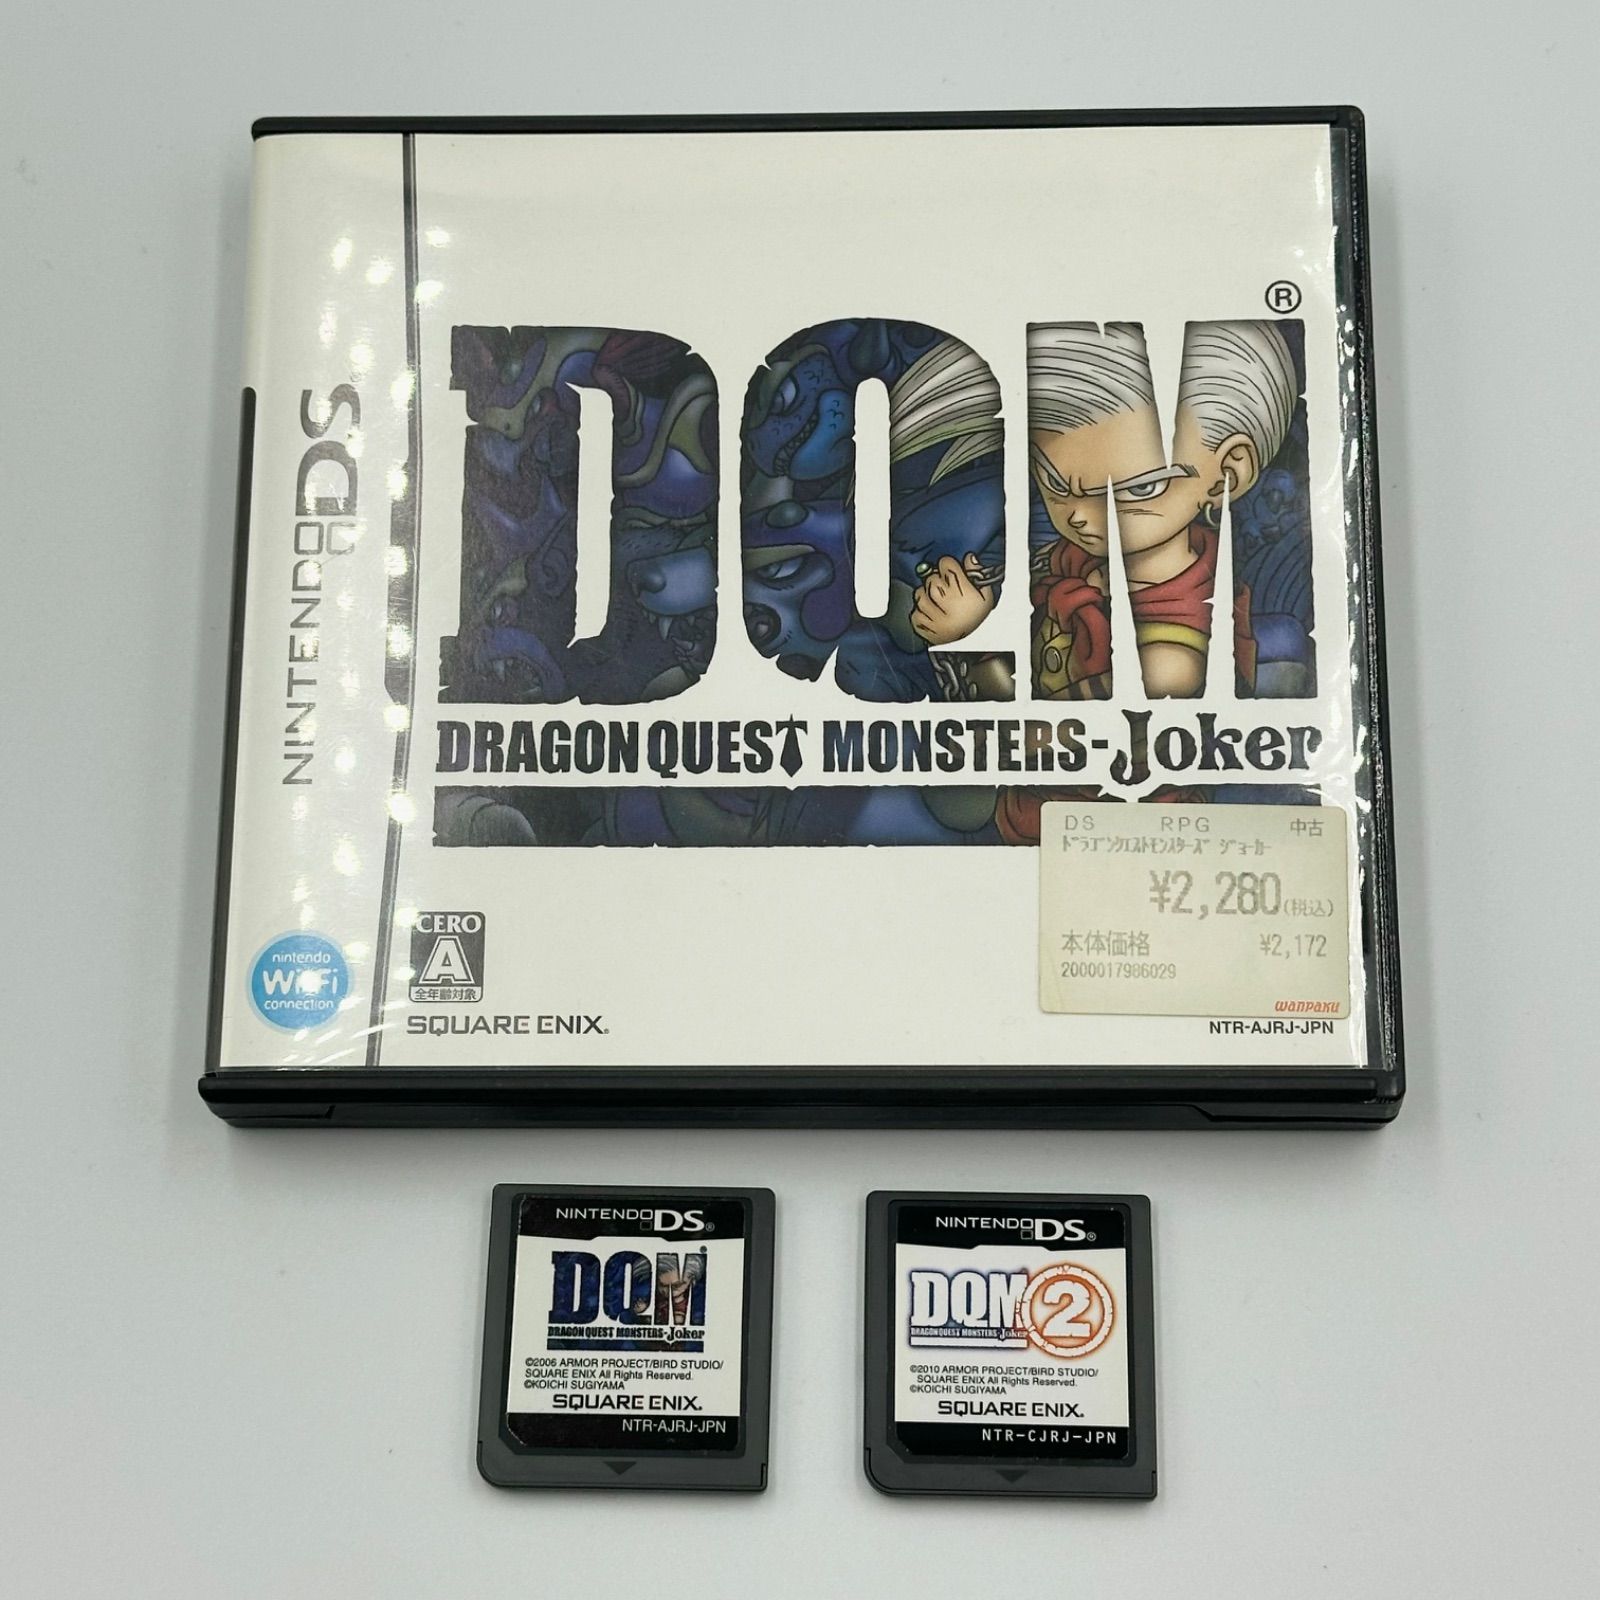 NINTENDO DS
®
DQM
DRAGON QUEST MONSTERS-Joker
DS RPG 中古
ドラゴンクエストモンスターズ ジョーカー
¥2,280(税込)
本体価格 ¥2,172
2000017986029
wanpaku
nintendo
Wi-Fi
connection
CERO
A
全年齢対象
SQUARE ENIX®
NTR-AJRJ-JPN
NINTENDO DS®
DQM®
DRAGON QUEST MONSTERS-Joker
©2006 ARMOR PROJECT/BIRD STUDIO/
SQUARE ENIX All Rights Reserved.
©KOICHI SUGIYAMA
SQUARE ENIX®
NTR-AJRJ-JPN
NINTENDO DS®
DQM 2
DRAGON QUEST MONSTERS-Joker
©2010 ARMOR PROJECT/BIRD STUDIO/
SQUARE ENIX All Rights Reserved.
©KOICHI SUGIYAMA
SQUARE ENIX®
NTR-CJRJ-JPN